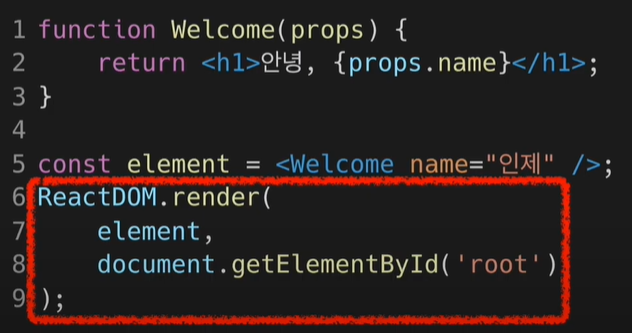 1 function Welcome(props) {
2     return <h1>안녕, {props.name}</h1>;
3 }
4
5 const element = <Welcome name="인제" />;
6 ReactDOM.render(
7     element,
8     document.getElementById('root')
9 );